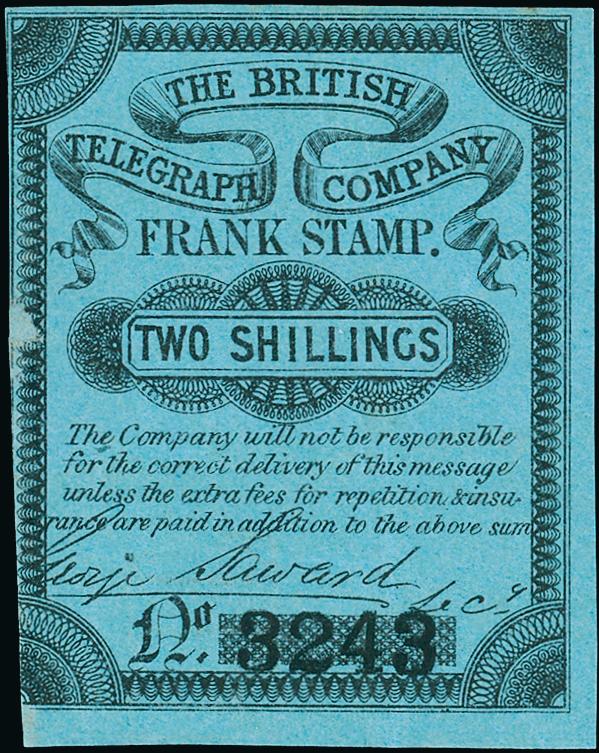 THE BRITISH
TELEGRAPH COMPANY
FRANK STAMP.
TWO SHILLINGS
The Company will not be responsible
for the correct delivery of this message
unless the extra fees for repetition & insu-
rance are paid in addition to the above sum
George Saward Secy
No. 3243